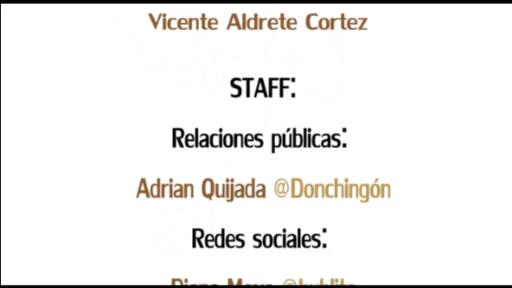 Vicente Aldrete Cortez
STAFF:
Relaciones públicas:
Adrian Quijada @Donchingón
Redes sociales: